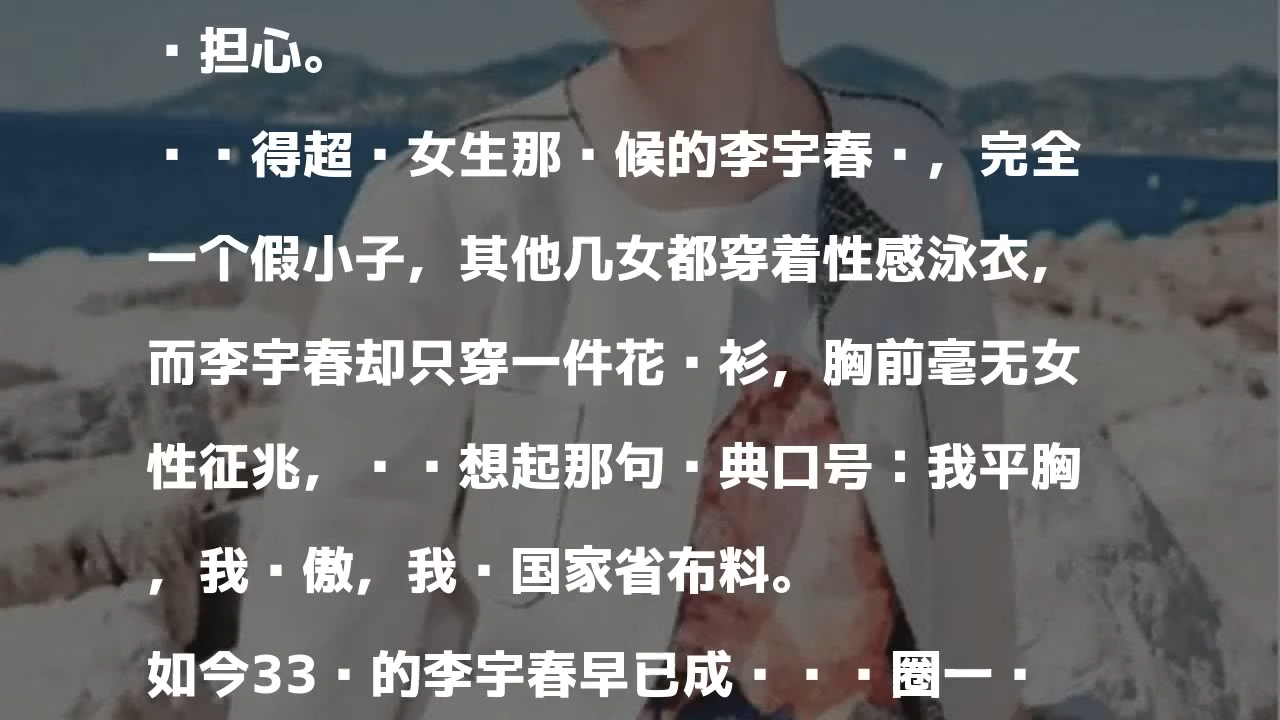 ·担心。
··得超·女生那·候的李宇春·，完全
一个假小子，其他几女都穿着性感泳衣，
而李宇春却只穿一件花·衫，胸前毫无女
性征兆，··想起那句·典口号：我平胸
，我·傲，我·国家省布料。
如今33·的李宇春早已成···圈一·